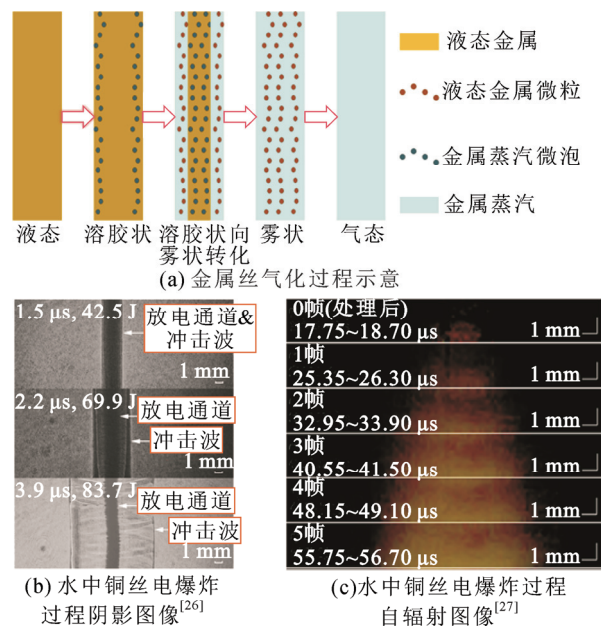 液态金属
液态金属微粒
金属蒸汽微泡
金属蒸汽
液态
溶胶状
溶胶状向
雾状转化
雾状
气态
(a) 金属丝气化过程示意
1.5 μs, 42.5 J
放电通道&
冲击波
1 mm
2.2 μs, 69.9 J
放电通道
冲击波
1 mm
3.9 μs, 83.7 J
放电通道
冲击波
1 mm
(b) 水中铜丝电爆炸
过程阴影图像[26]
0帧(处理后)
17.75~18.70 μs
1 mm
1帧
25.35~26.30 μs
1 mm
2帧
32.95~33.90 μs
1 mm
3帧
40.55~41.50 μs
1 mm
4帧
48.15~49.10 μs
1 mm
5帧
55.75~56.70 μs
1 mm
(c)水中铜丝电爆炸过程
自辐射图像[27]